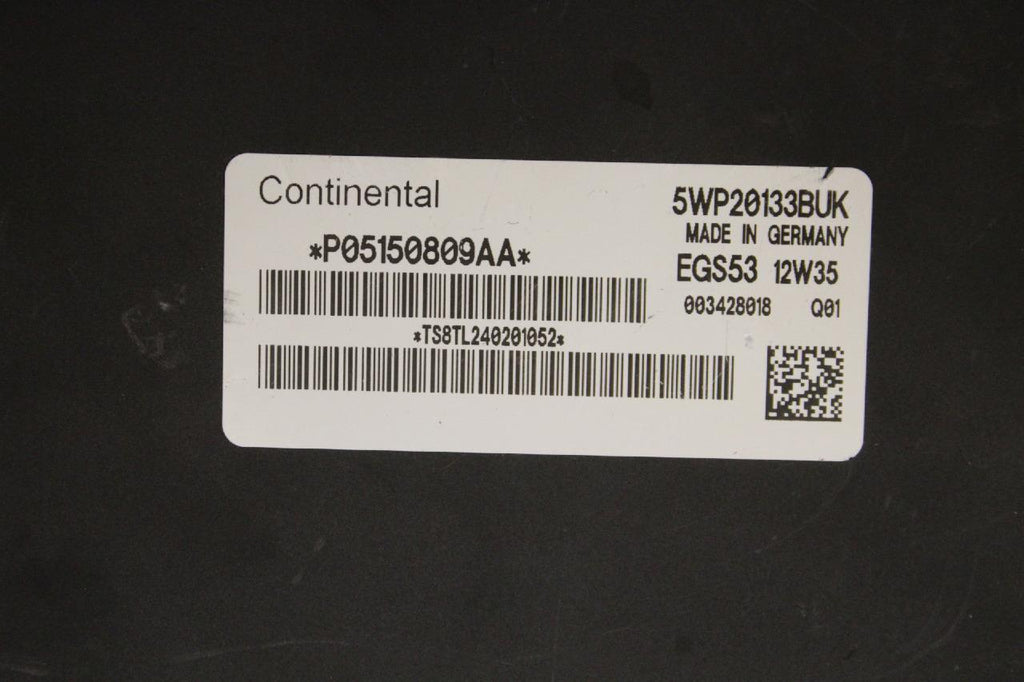 Continental
5WP20133BUK
MADE IN GERMANY
*P05150809AA*
EGS53 12W35
003428018 Q01
*TS8TL240201052*